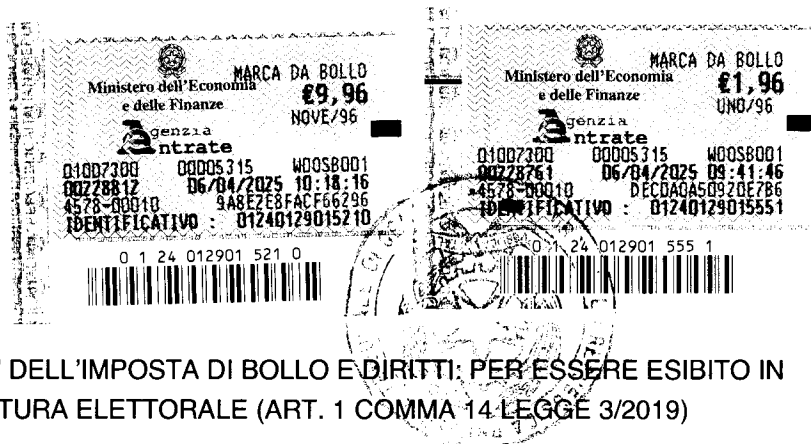 MARCA DA BOLLO
Ministero dell'Economia
e delle Finanze
€9,96
NOVE/96
genzia
ntrate
01007300 00005315 W00SB001
00228812 06/04/2025 10:18:16
4578-00010 9A8E2E8FACF66296
IDENTIFICATIVO : 01240129015210
0 1 24 012901 521 0
MARCA DA BOLLO
Ministero dell'Economia
e delle Finanze
€1,96
UNO/96
genzia
ntrate
01007300 00005315 W00SB001
00228761 06/04/2025 09:41:46
4578-00010 DEC0A0A50920E7B6
IDENTIFICATIVO : 01240129015551
0 1 24 012901 555 1
DELL'IMPOSTA DI BOLLO E DIRITTI: PER ESSERE ESIBITO IN
TURA ELETTORALE (ART. 1 COMMA 14 LEGGE 3/2019)